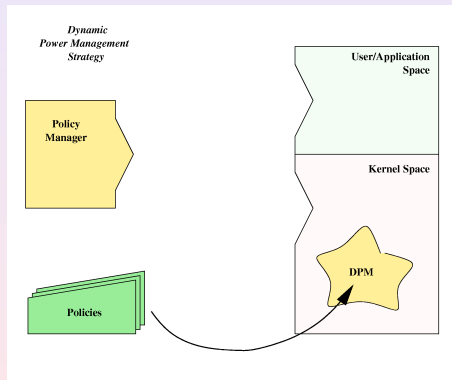 Dynamic
Power Management
Strategy
User/Application
Space
Policy
Manager
Kernel Space
DPM
Policies